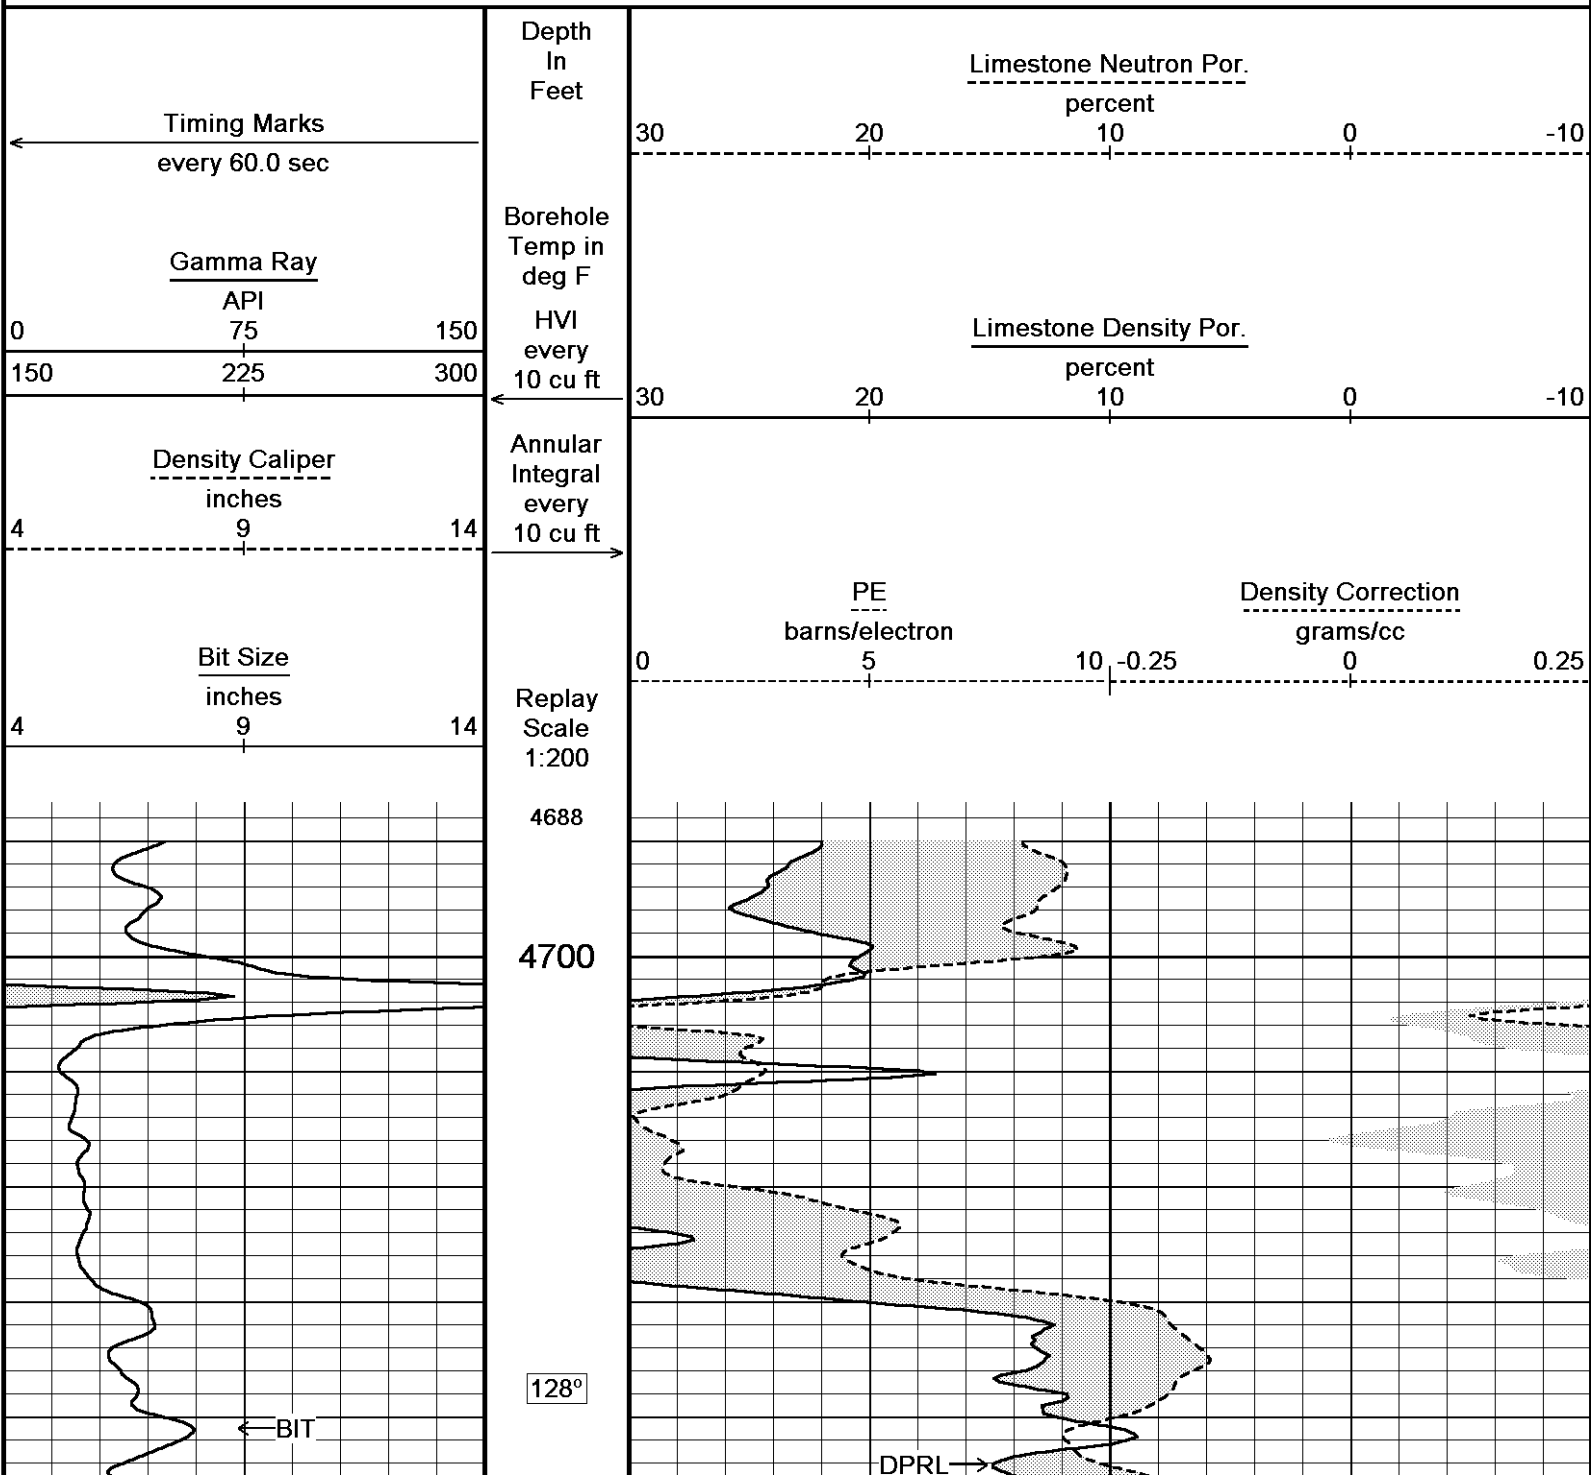 Timing Marks
every 60.0 sec
Gamma Ray
API
0 75 150
150 225 300
Density Caliper
inches
4 9 14
Bit Size
inches
4 9 14
BIT
Depth
In
Feet
Borehole
Temp in
deg F
HVI
every
10 cu ft
Annular
Integral
every
10 cu ft
Replay
Scale
1:200
4688
4700
128º
Limestone Neutron Por.
percent
30 20 10 0 -10
Limestone Density Por.
percent
30 20 10 0 -10
PE
barns/electron
0 5 10
Density Correction
grams/cc
-0.25 0 0.25
DPRL